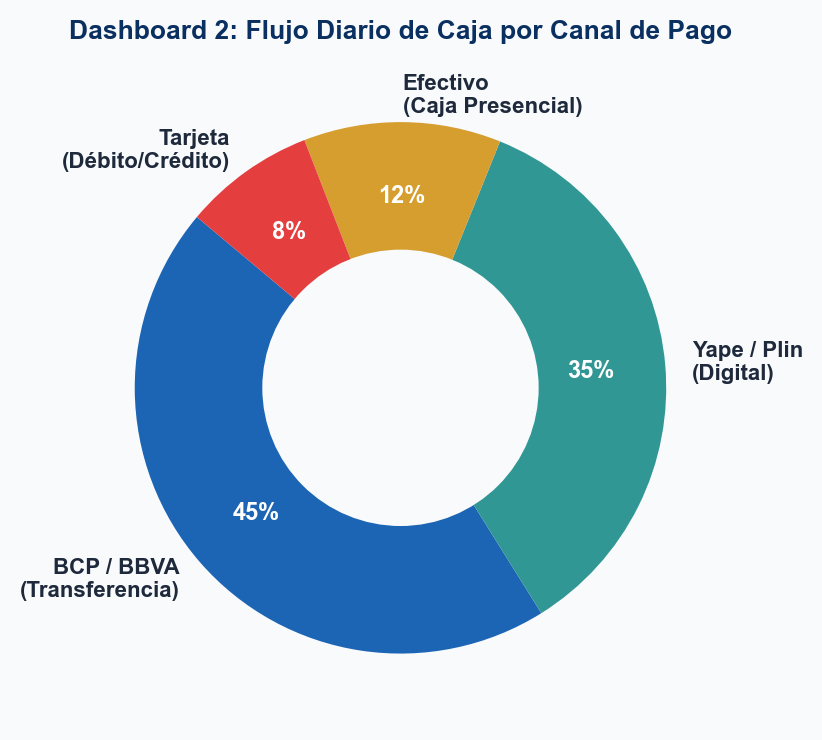 Dashboard 2: Flujo Diario de Caja por Canal de Pago
Efectivo
(Caja Presencial)
Tarjeta
(Débito/Crédito)
12%
8%
Yape / Plin
(Digital)
35%
45%
BCP / BBVA
(Transferencia)